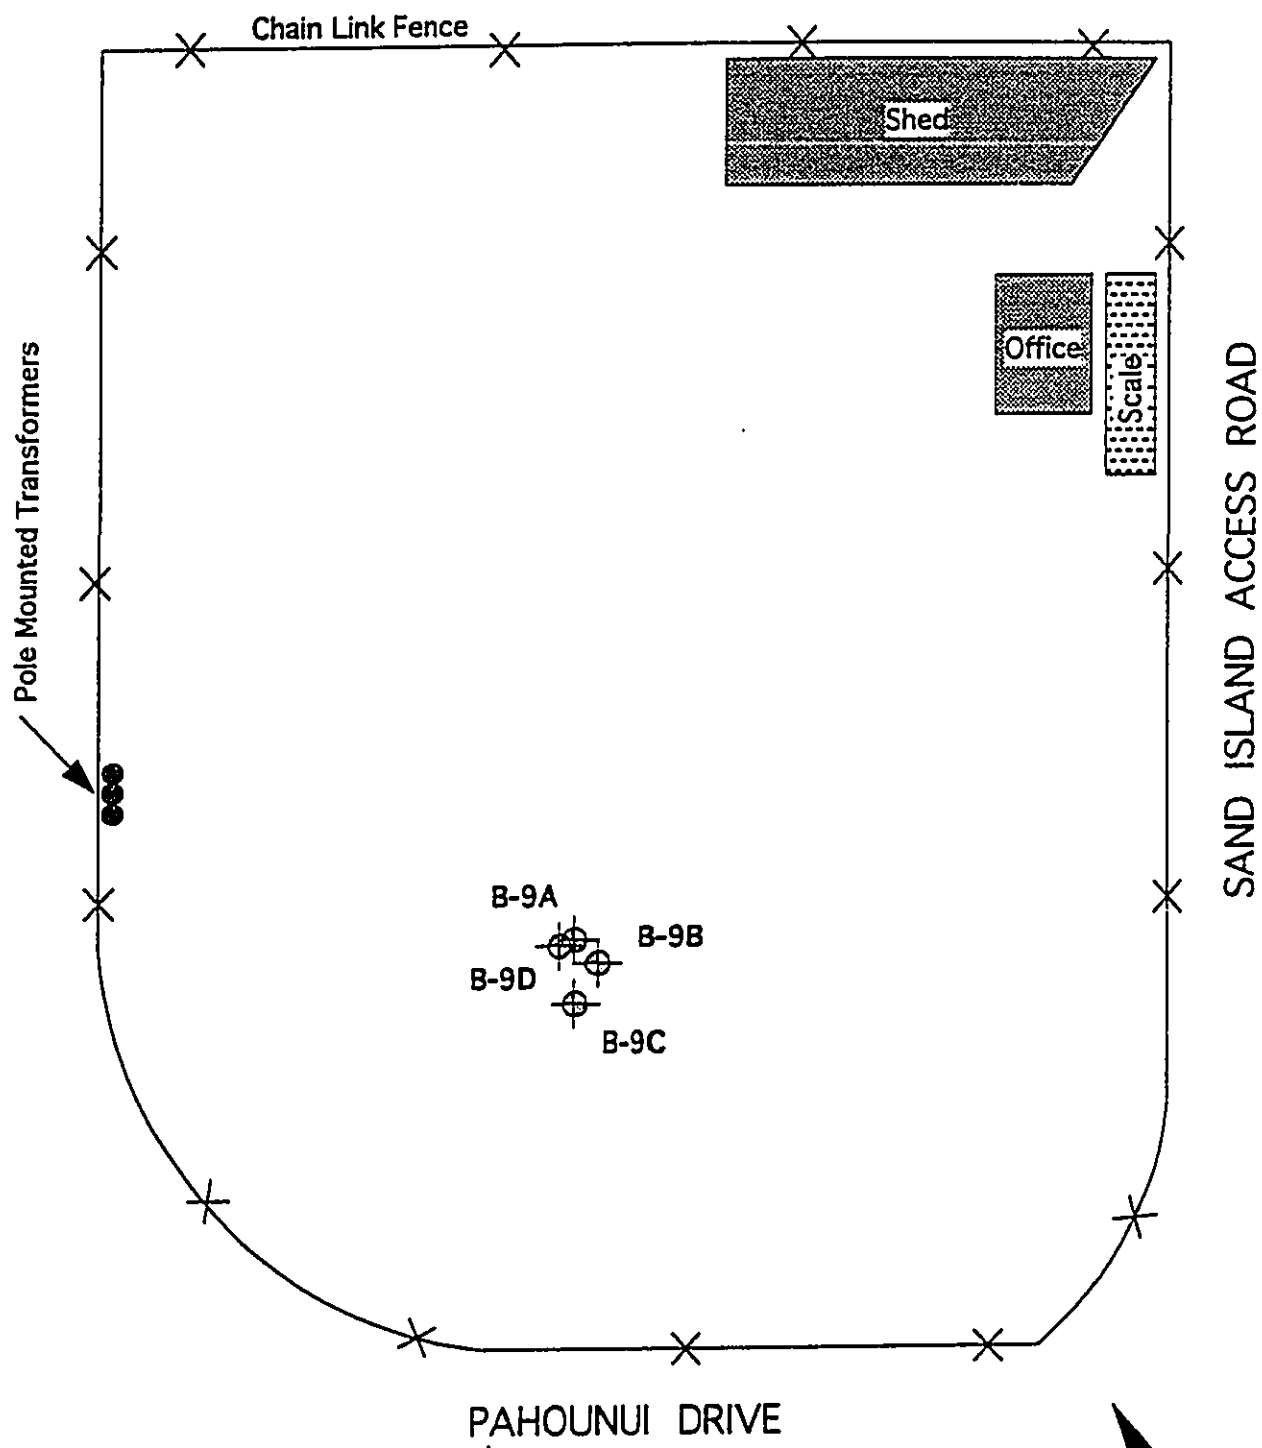 Chain Link Fence
Shed
Office
Scale
Pole Mounted Transformers
SAND ISLAND ACCESS ROAD
B-9A
B-9B
B-9D
B-9C
PAHOUNUI DRIVE